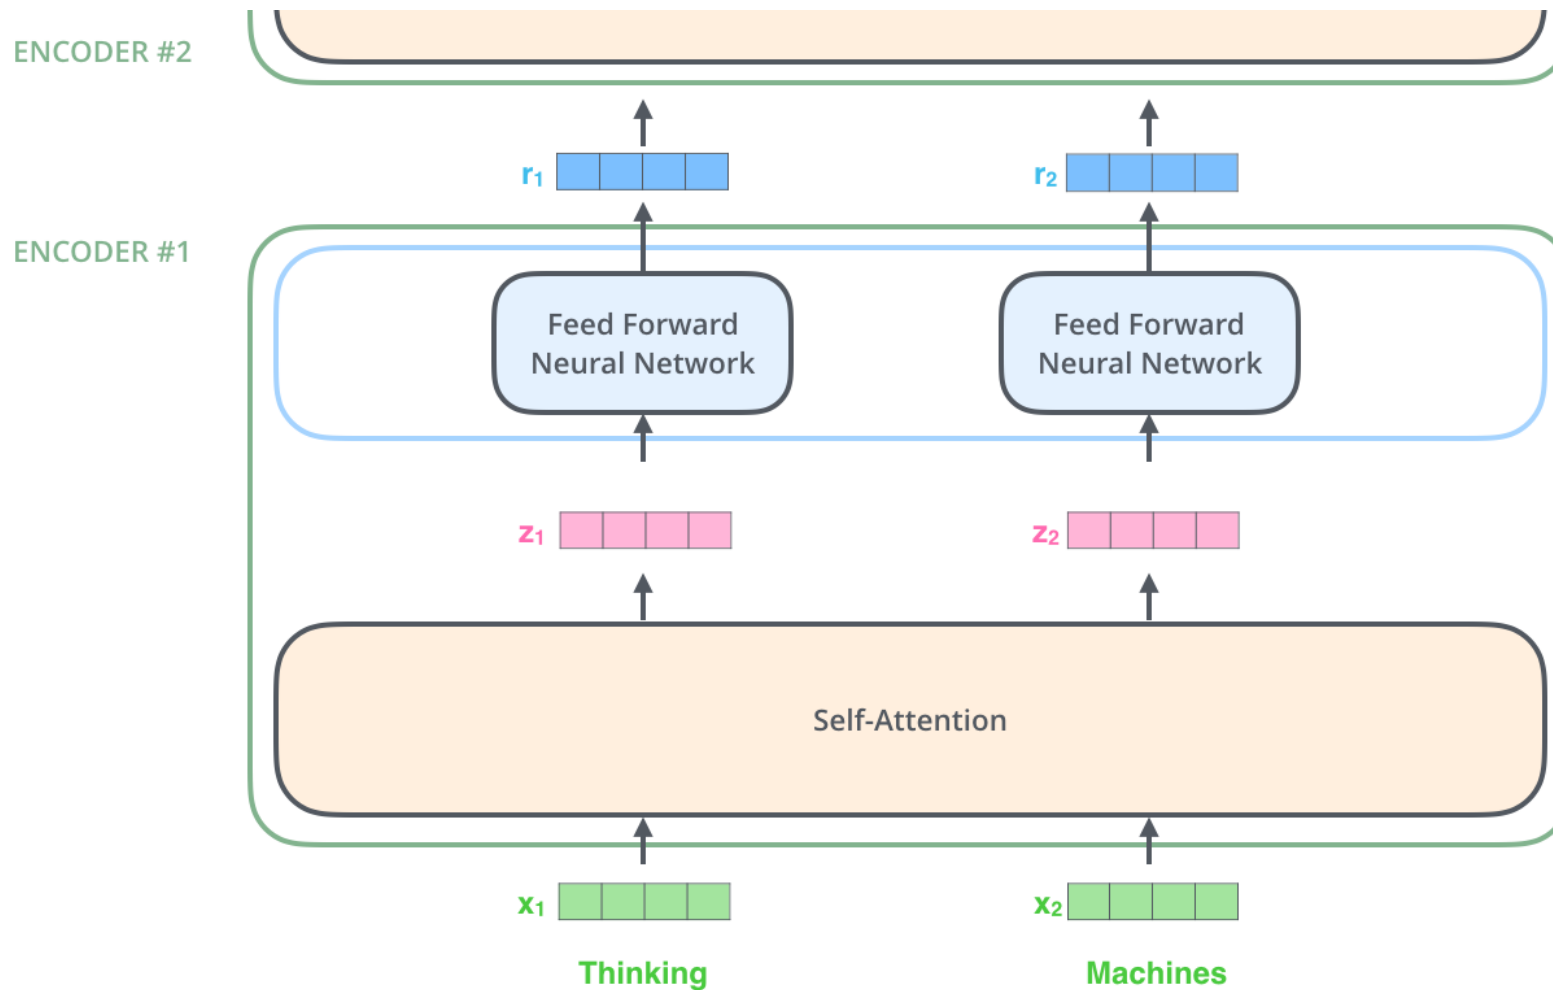 ENCODER #2
r₁ r₂
ENCODER #1
Feed Forward Neural Network
Feed Forward Neural Network
z₁ z₂
Self-Attention
x₁ x₂
Thinking Machines